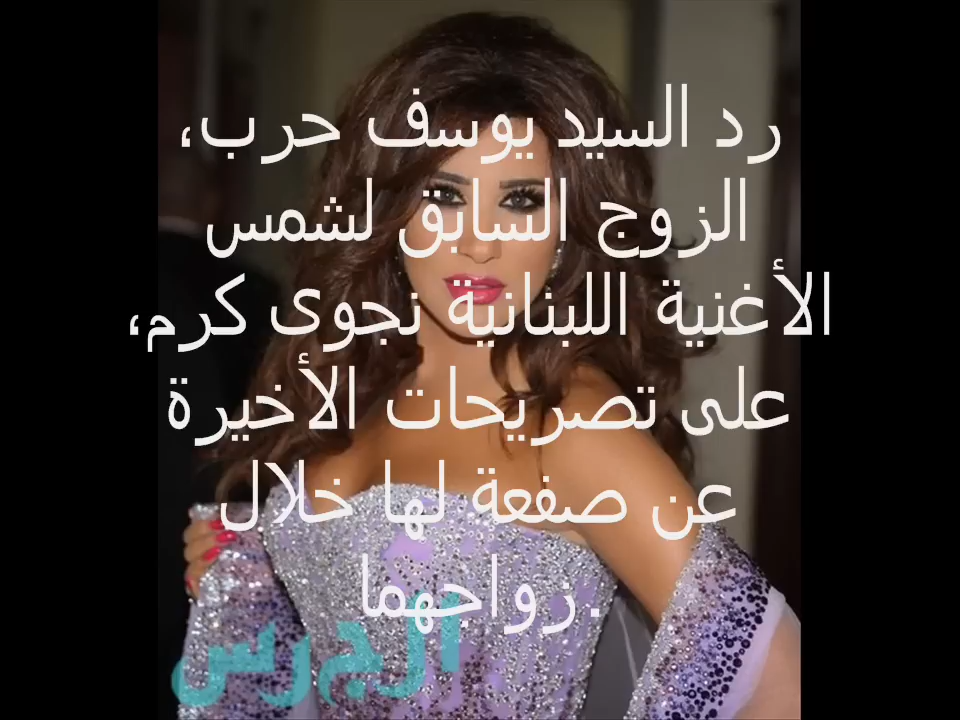 رد السيد يوسف حرب،
الزوج السابق لشمس
الأغنية اللبنانية نجوى كرم،
على تصريحات الأخيرة
عن صفعة لها خلال
زواجهما.
الجرس